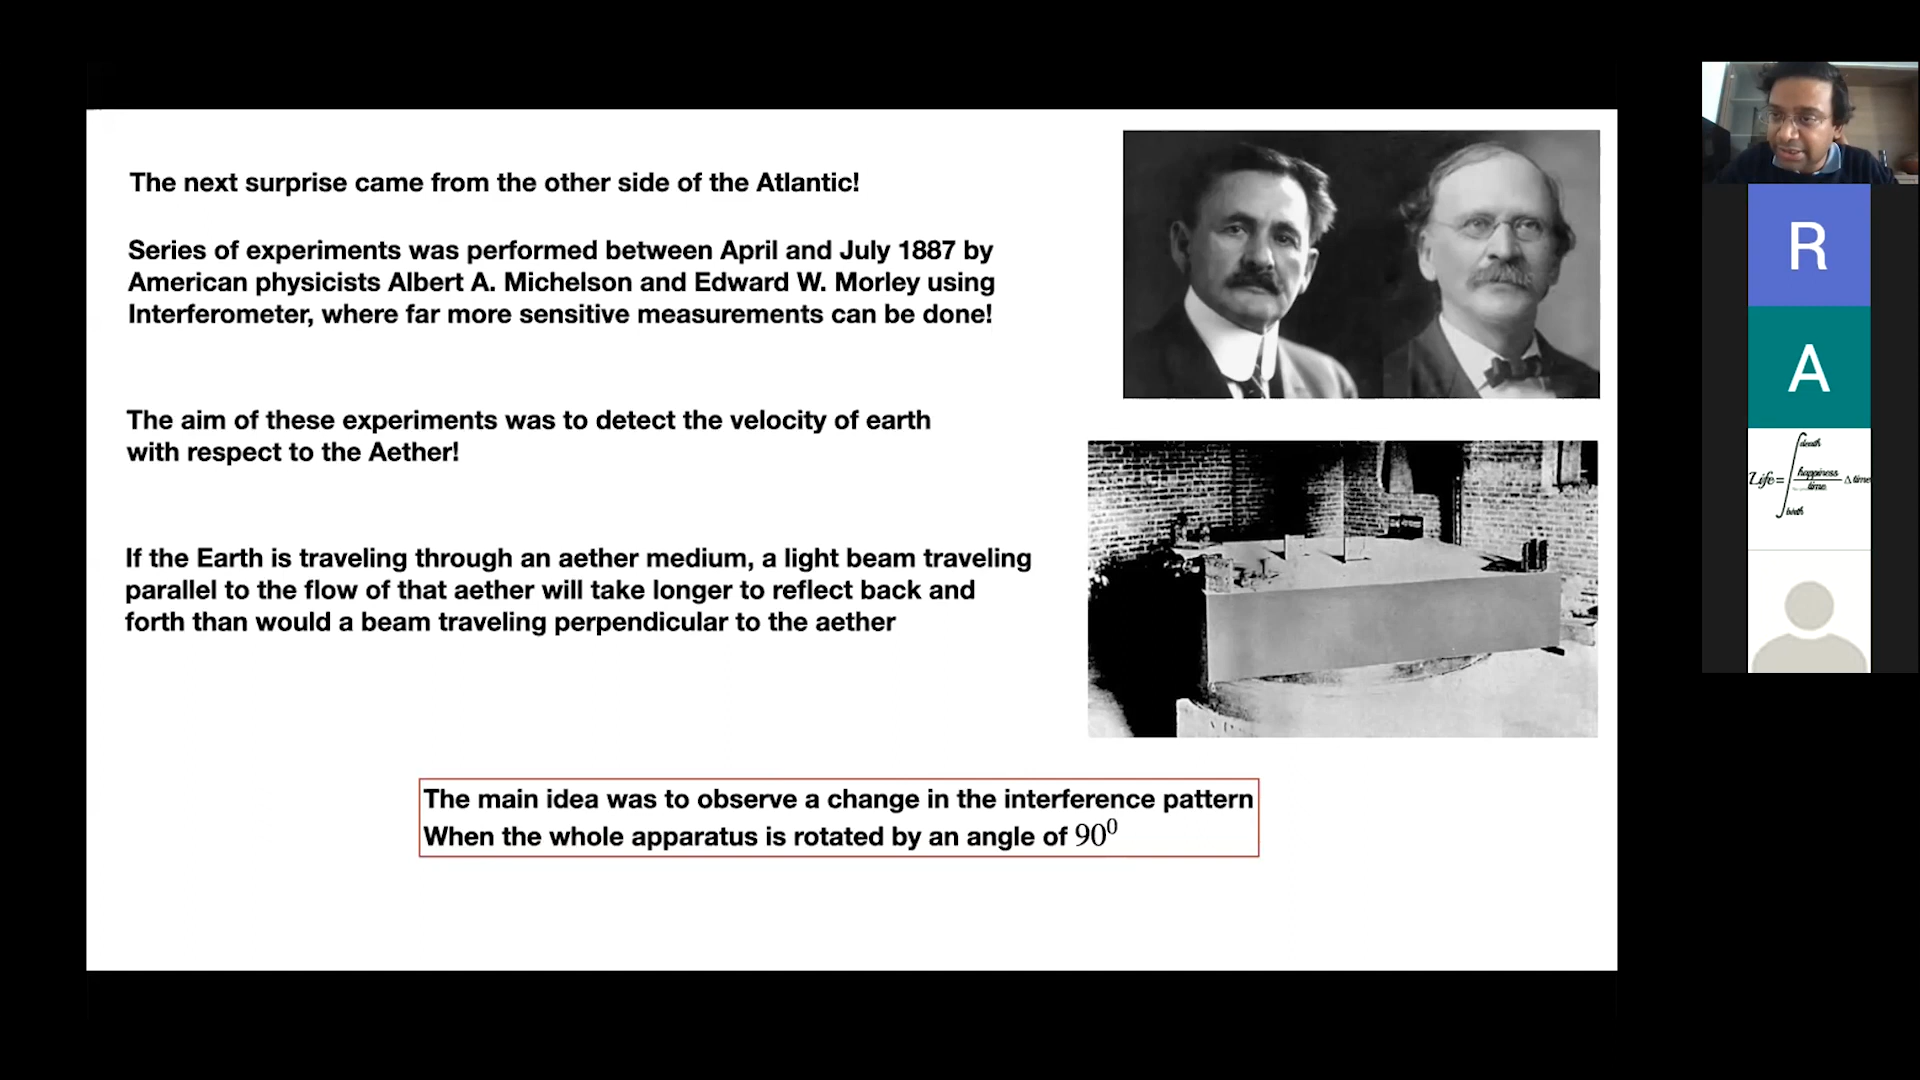 The next surprise came from the other side of the Atlantic!
Series of experiments was performed between April and July 1887 by
American physicists Albert A. Michelson and Edward W. Morley using
Interferometer, where far more sensitive measurements can be done!
The aim of these experiments was to detect the velocity of earth
with respect to the Aether!
If the Earth is traveling through an aether medium, a light beam traveling
parallel to the flow of that aether will take longer to reflect back and
forth than would a beam traveling perpendicular to the aether
The main idea was to observe a change in the interference pattern
When the whole apparatus is rotated by an angle of 90⁰
R
A
death
Life = ∫ happiness / time Δ time
birth